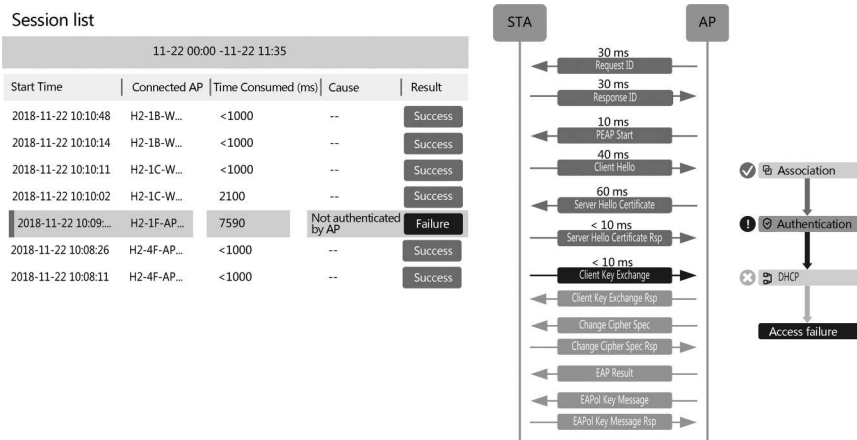 Session list
11-22 00:00 -11-22 11:35
Start Time Connected AP Time Consumed (ms) Cause Result
2018-11-22 10:10:48 H2-1B-W... <1000 -- Success
2018-11-22 10:10:14 H2-1B-W... <1000 -- Success
2018-11-22 10:10:11 H2-1C-W... <1000 -- Success
2018-11-22 10:10:02 H2-1C-W... 2100 -- Success
2018-11-22 10:09:... H2-1F-AP... 7590 Not authenticated by AP Failure
2018-11-22 10:08:26 H2-4F-AP... <1000 -- Success
2018-11-22 10:08:11 H2-4F-AP... <1000 -- Success
STA AP
30 ms
Request ID
30 ms
Response ID
10 ms
PEAP Start
40 ms
Client Hello
60 ms
Server Hello Certificate
< 10 ms
Server Hello Certificate Rsp
< 10 ms
Client Key Exchange
Client Key Exchange Rsp
Change Cipher Spec
Change Cipher Spec Rsp
EAP Result
EAPol Key Message
EAPol Key Message Rsp
Association
Authentication
DHCP
Access failure